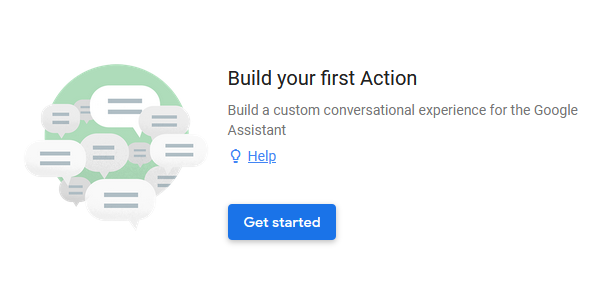 Build your first Action
Build a custom conversational experience for the Google
Assistant
Help
Get started